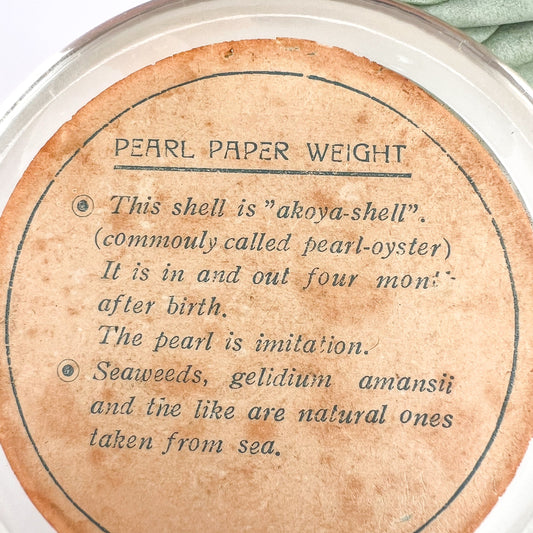 PEARL PAPER WEIGHT
◉ This shell is "akoya-shell".
(commouly called pearl-oyster)
It is in and out four
after birth.
The pearl is imitation.
◉ Seaweeds, gelidium amansii
and the like are natural ones
taken from sea.